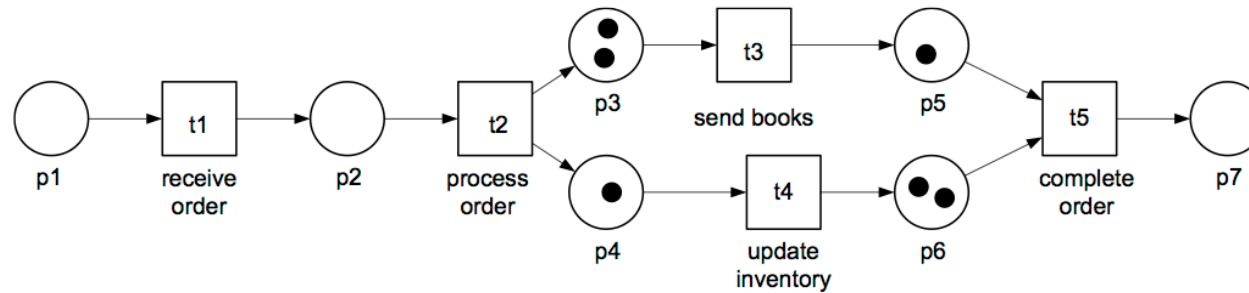 p1
t1
receive
order
p2
t2
process
order
p3
t3
send books
p5
p4
t4
update
inventory
p6
t5
complete
order
p7